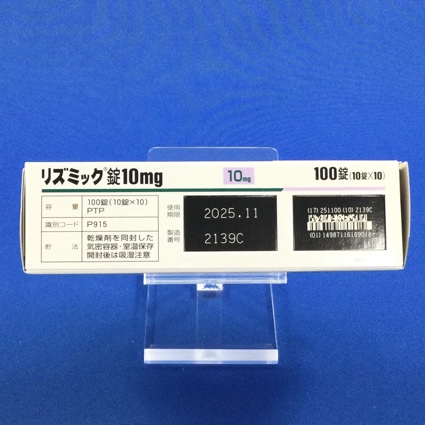 リズミック®錠10mg
10mg
100錠(10錠×10)
容量 100錠(10錠×10)
PTP
識別コード P915
貯法 乾燥剤を同封した
気密容器・室温保存
開封後は吸湿注意
使用
期限 2025.11
製造
番号 2139C
(17) 251100 (10) 2139C